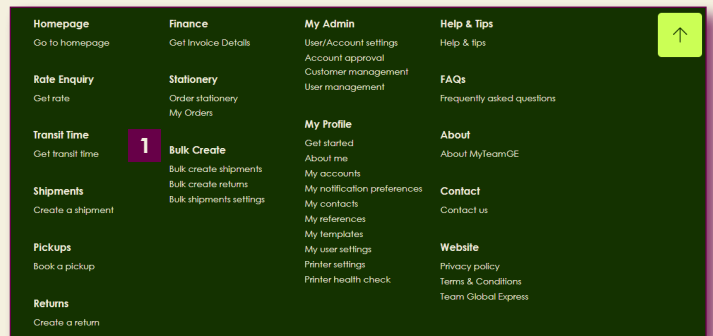 Homepage
Go to homepage
Rate Enquiry
Get rate
Transit Time
Get transit time
Shipments
Create a shipment
Pickups
Book a pickup
Returns
Create a return
1
Finance
Get Invoice Details
Stationery
Order stationery
My Orders
Bulk Create
Bulk create shipments
Bulk create returns
Bulk shipments settings
My Admin
User/Account settings
Account approval
Customer management
User management
My Profile
Get started
About me
My accounts
My notification preferences
My contacts
My references
My templates
My user settings
Printer settings
Printer health check
Help & Tips
Help & tips
FAQs
Frequently asked questions
About
About MyTeamGE
Contact
Contact us
Website
Privacy policy
Terms & Conditions
Team Global Express